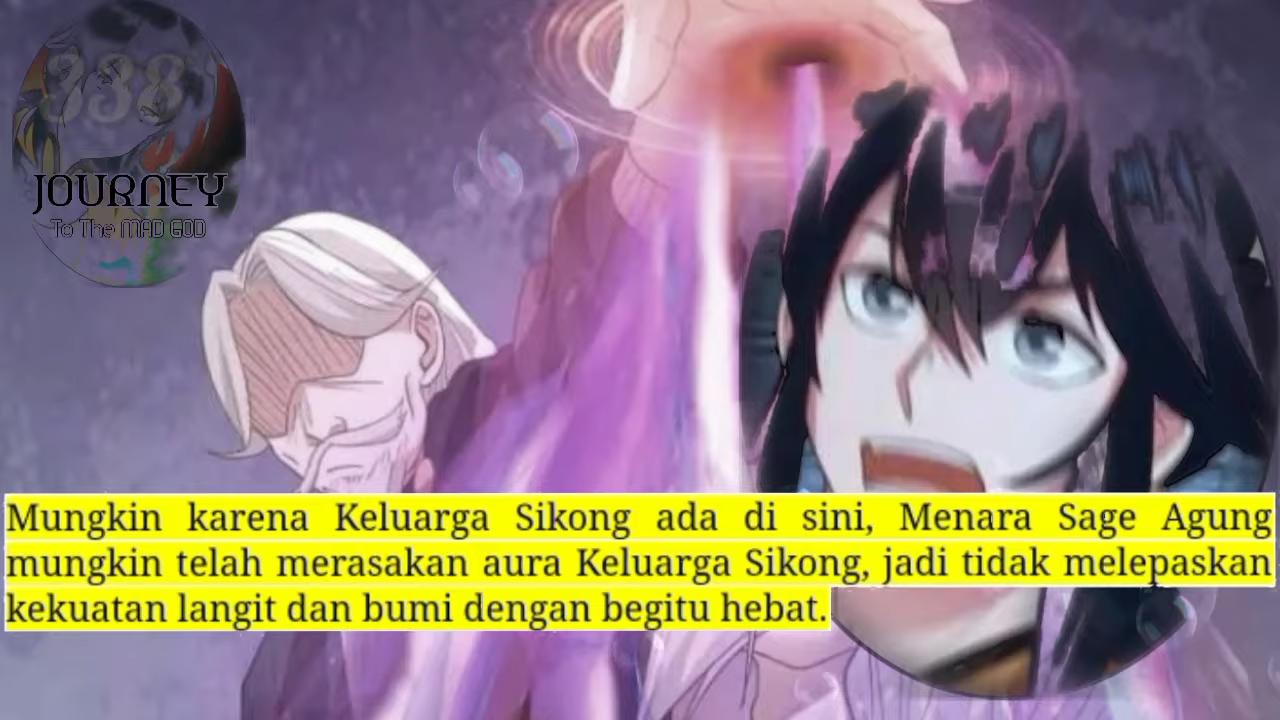 338
JOURNEY
To The MAD GOD
Mungkin karena Keluarga Sikong ada di sini, Menara Sage Agung
mungkin telah merasakan aura Keluarga Sikong, jadi tidak melepaskan
kekuatan langit dan bumi dengan begitu hebat.